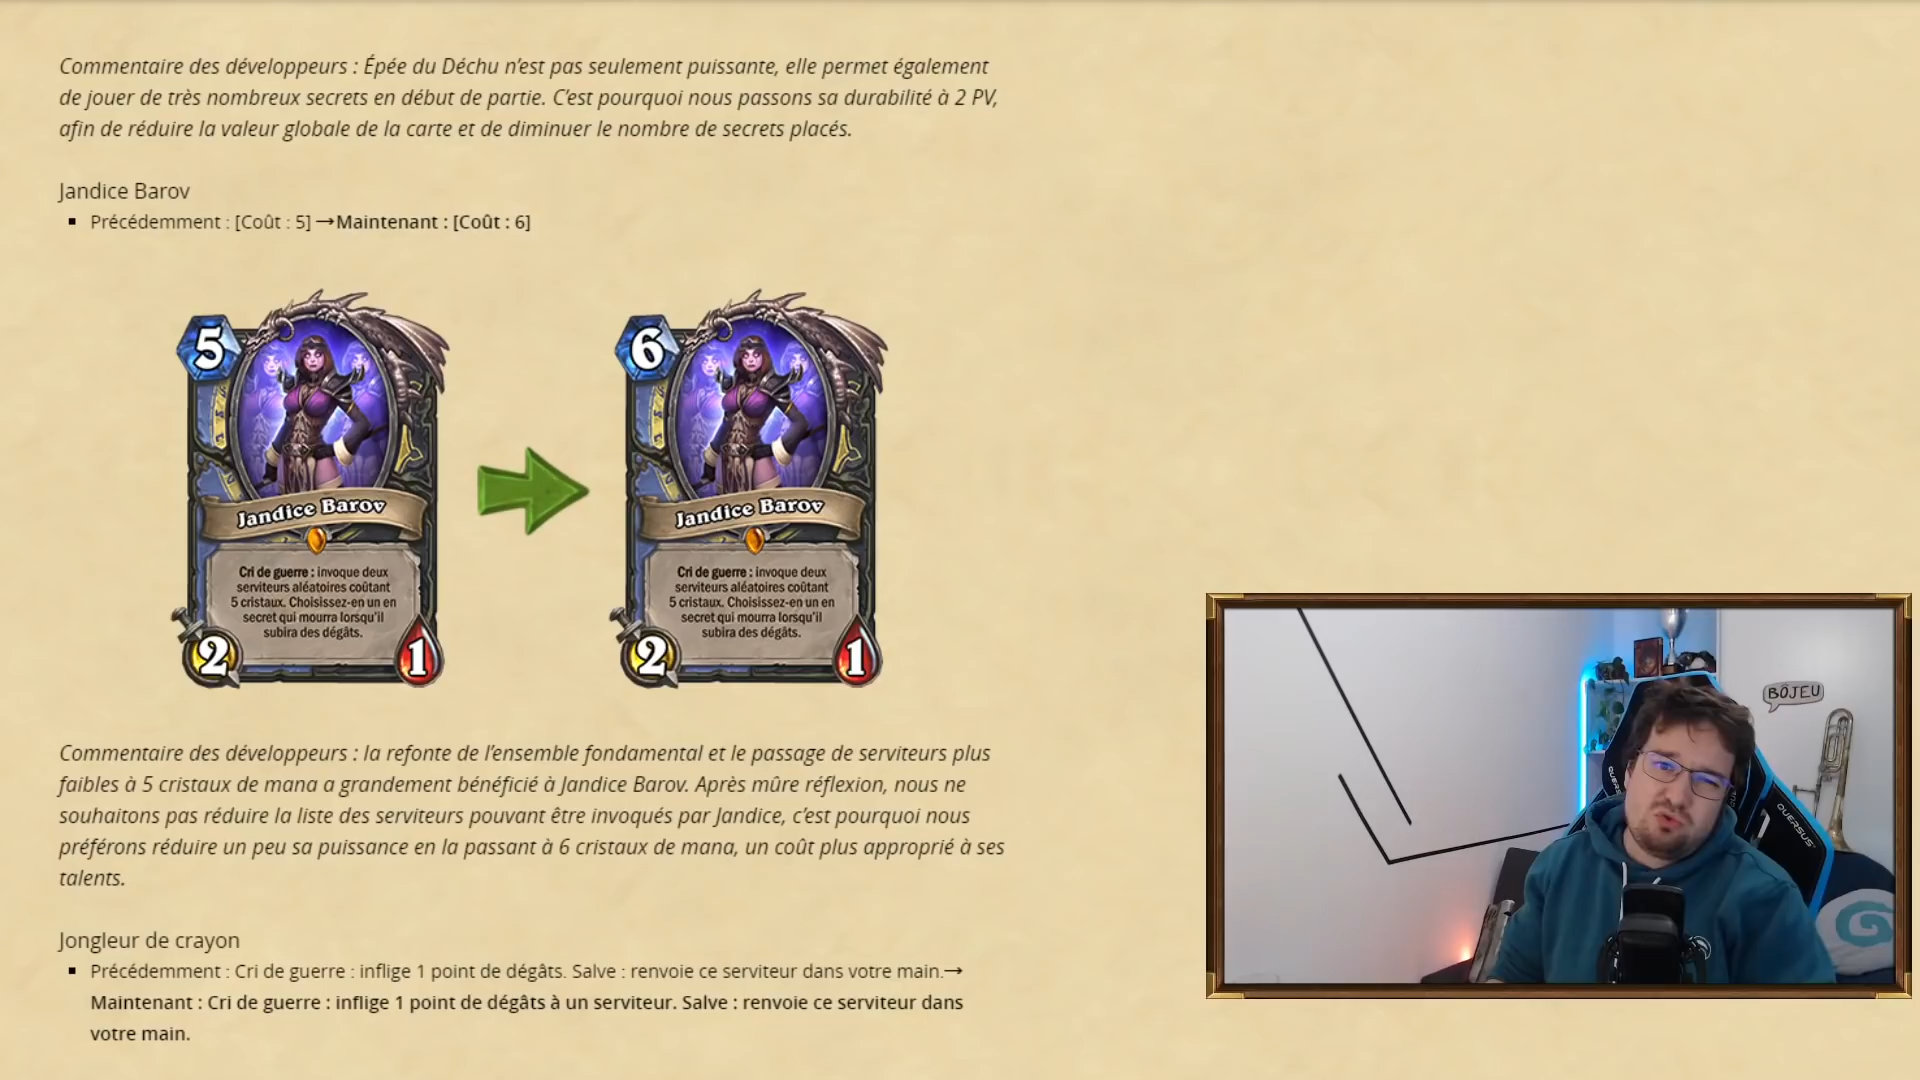 Commentaire des développeurs : Épée du Déchu n'est pas seulement puissante, elle permet également
de jouer de très nombreux secrets en début de partie. C'est pourquoi nous passons sa durabilité à 2 PV,
afin de réduire la valeur globale de la carte et de diminuer le nombre de secrets placés.
Jandice Barov
▪ Précédemment : [Coût : 5] →Maintenant : [Coût : 6]
5
Jandice Barov
Cri de guerre : invoque deux
serviteurs aléatoires coûtant
5 cristaux. Choisissez-en un en
secret qui mourra lorsqu'il
subira des dégâts.
2
1
6
Jandice Barov
Cri de guerre : invoque deux
serviteurs aléatoires coûtant
5 cristaux. Choisissez-en un en
secret qui mourra lorsqu'il
subira des dégâts.
2
1
Commentaire des développeurs : la refonte de l'ensemble fondamental et le passage de serviteurs plus
faibles à 5 cristaux de mana a grandement bénéficié à Jandice Barov. Après mûre réflexion, nous ne
souhaitons pas réduire la liste des serviteurs pouvant être invoqués par Jandice, c'est pourquoi nous
préférons réduire un peu sa puissance en la passant à 6 cristaux de mana, un coût plus approprié à ses
talents.
Jongleur de crayon
▪ Précédemment : Cri de guerre : inflige 1 point de dégâts. Salve : renvoie ce serviteur dans votre main.→
Maintenant : Cri de guerre : inflige 1 point de dégâts à un serviteur. Salve : renvoie ce serviteur dans
votre main.
BÔJEU
QUERSUS